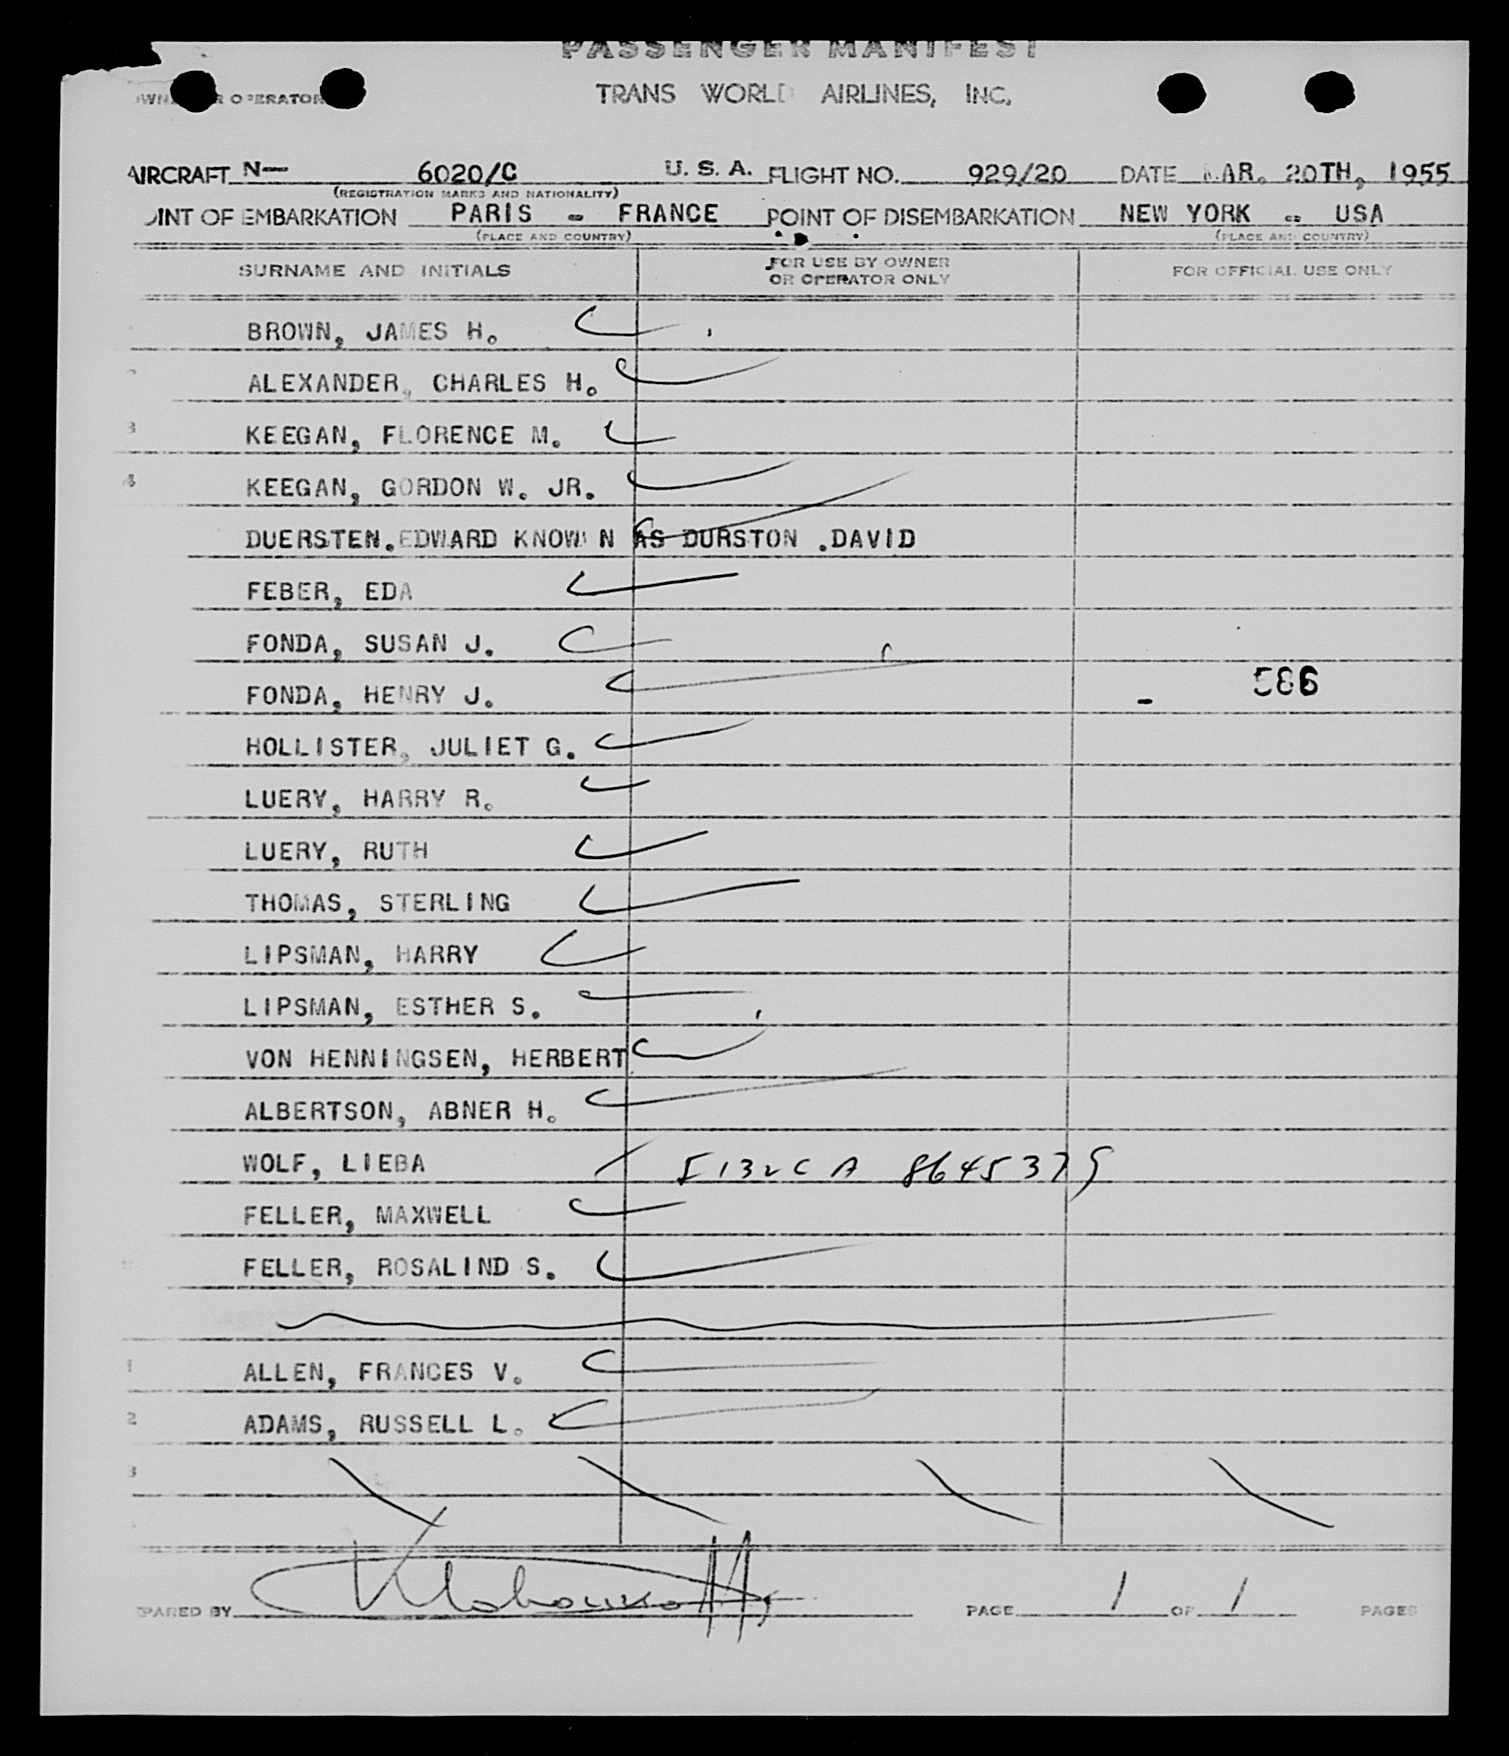 PASSENGER MANIFEST
OPERATOR TRANS WORLD AIRLINES, INC.
AIRCRAFT N— 6020/C U. S. A. FLIGHT NO. 929/20 DATE MAR. 20TH, 1955
(REGISTRATION MARKS AND NATIONALITY)
OINT OF EMBARKATION PARIS - FRANCE POINT OF DISEMBARKATION NEW YORK - USA
(PLACE AND COUNTRY) (PLACE AND COUNTRY)
SURNAME AND INITIALS FOR USE BY OWNER OR OPERATOR ONLY FOR OFFICIAL USE ONLY
BROWN, JAMES H.
ALEXANDER, CHARLES H.
3 KEEGAN, FLORENCE M.
4 KEEGAN, GORDON W. JR.
DUERSTEN.EDWARD KNOW N AS DURSTON .DAVID
FEBER, EDA
FONDA, SUSAN J.
FONDA, HENRY J. - 586
HOLLISTER, JULIET G.
LUERY, HARRY R.
LUERY, RUTH
THOMAS, STERLING
LIPSMAN, HARRY
LIPSMAN, ESTHER S.
VON HENNINGSEN, HERBERT
ALBERTSON, ABNER H.
WOLF, LIEBA I 132 C A 8645379
FELLER, MAXWELL
FELLER, ROSALIND S.
1 ALLEN, FRANCES V.
2 ADAMS, RUSSELL L.
3
PARED BY PAGE 1 OF 1 PAGES